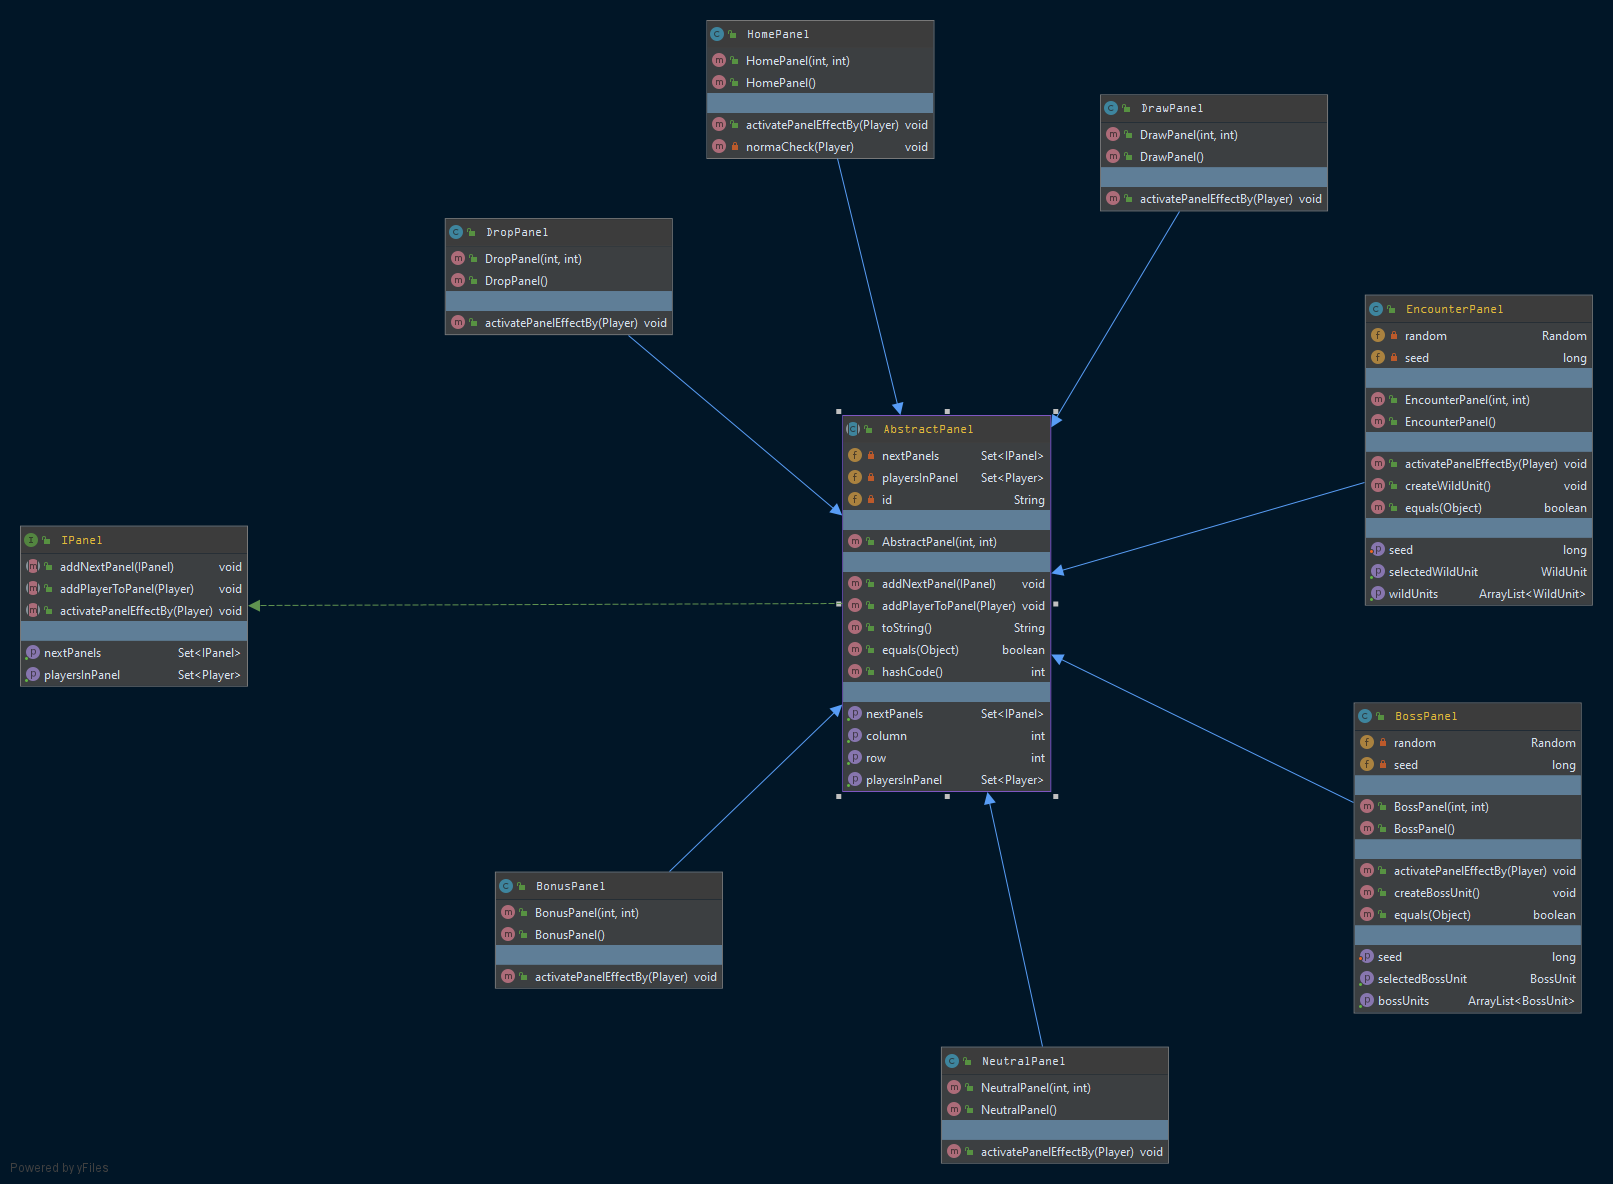 HomePanel
HomePanel(int, int)
HomePanel()
activatePanelEffectBy(Player) void
normaCheck(Player) void
DrawPanel
DrawPanel(int, int)
DrawPanel()
activatePanelEffectBy(Player) void
DropPanel
DropPanel(int, int)
DropPanel()
activatePanelEffectBy(Player) void
EncounterPanel
random Random
seed long
EncounterPanel(int, int)
EncounterPanel()
activatePanelEffectBy(Player) void
createWildUnit() void
equals(Object) boolean
seed long
selectedWildUnit WildUnit
wildUnits ArrayList<WildUnit>
AbstractPanel
nextPanels Set<IPanel>
playersInPanel Set<Player>
id String
AbstractPanel(int, int)
addNextPanel(IPanel) void
addPlayerToPanel(Player) void
toString() String
equals(Object) boolean
hashCode() int
nextPanels Set<IPanel>
column int
row int
playersInPanel Set<Player>
IPanel
addNextPanel(IPanel) void
addPlayerToPanel(Player) void
activatePanelEffectBy(Player) void
nextPanels Set<IPanel>
playersInPanel Set<Player>
BossPanel
random Random
seed long
BossPanel(int, int)
BossPanel()
activatePanelEffectBy(Player) void
createBossUnit() void
equals(Object) boolean
seed long
selectedBossUnit BossUnit
bossUnits ArrayList<BossUnit>
BonusPanel
BonusPanel(int, int)
BonusPanel()
activatePanelEffectBy(Player) void
NeutralPanel
NeutralPanel(int, int)
NeutralPanel()
activatePanelEffectBy(Player) void
Powered by yFiles